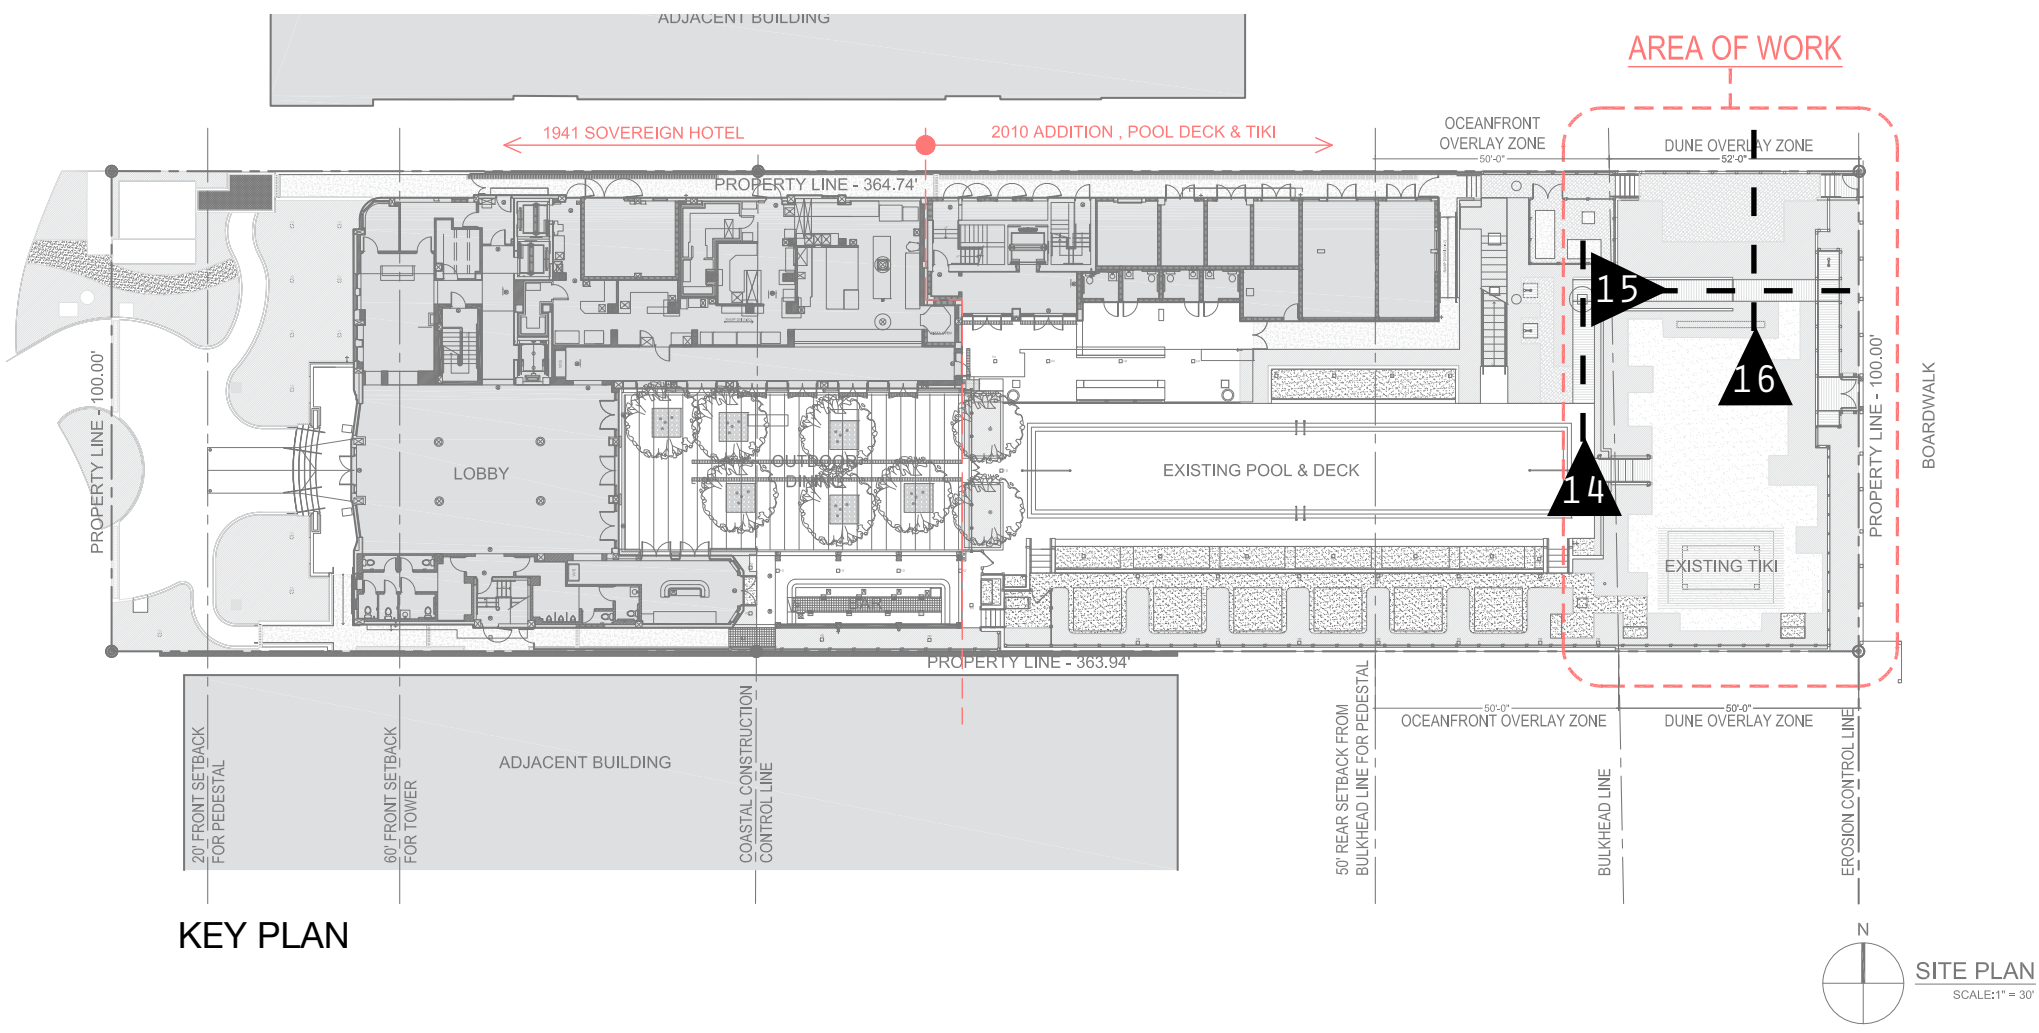 ADJACENT BUILDING
AREA OF WORK
1941 SOVEREIGN HOTEL
2010 ADDITION , POOL DECK & TIKI
OCEANFRONT
OVERLAY ZONE
DUNE OVERLAY ZONE
50'-0"
52'-0"
PROPERTY LINE - 364.74'
15
16
14
PROPERTY LINE - 100.00'
LOBBY
OUTDOOR
DINING
EXISTING POOL & DECK
EXISTING TIKI
BAR
PROPERTY LINE - 100.00'
BOARDWALK
PROPERTY LINE - 363.94'
50'-0"
50'-0"
OCEANFRONT OVERLAY ZONE
DUNE OVERLAY ZONE
ADJACENT BUILDING
20' FRONT SETBACK
FOR PEDESTAL
60' FRONT SETBACK
FOR TOWER
COASTAL CONSTRUCTION
CONTROL LINE
50' REAR SETBACK FROM
BULKHEAD LINE FOR PEDESTAL
BULKHEAD LINE
EROSION CONTROL LINE
KEY PLAN
N
SITE PLAN
SCALE:1" = 30'